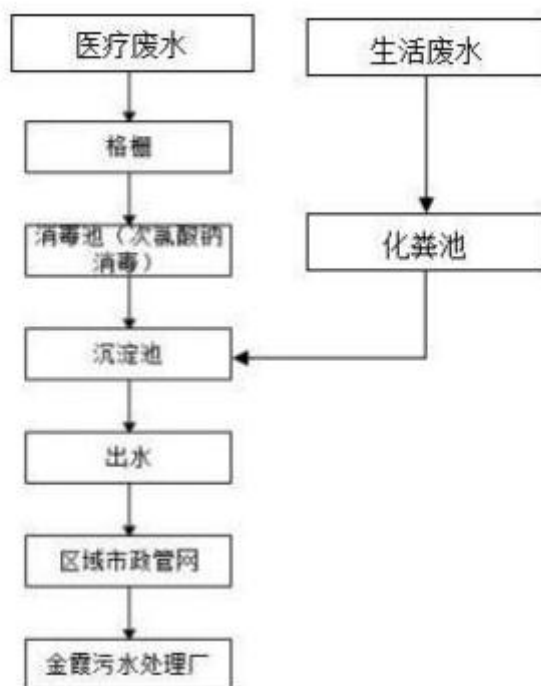 医疗废水
生活废水
格栅
消毒池（次氯酸钠
消毒）
化粪池
沉淀池
出水
区域市政管网
金霞污水处理厂